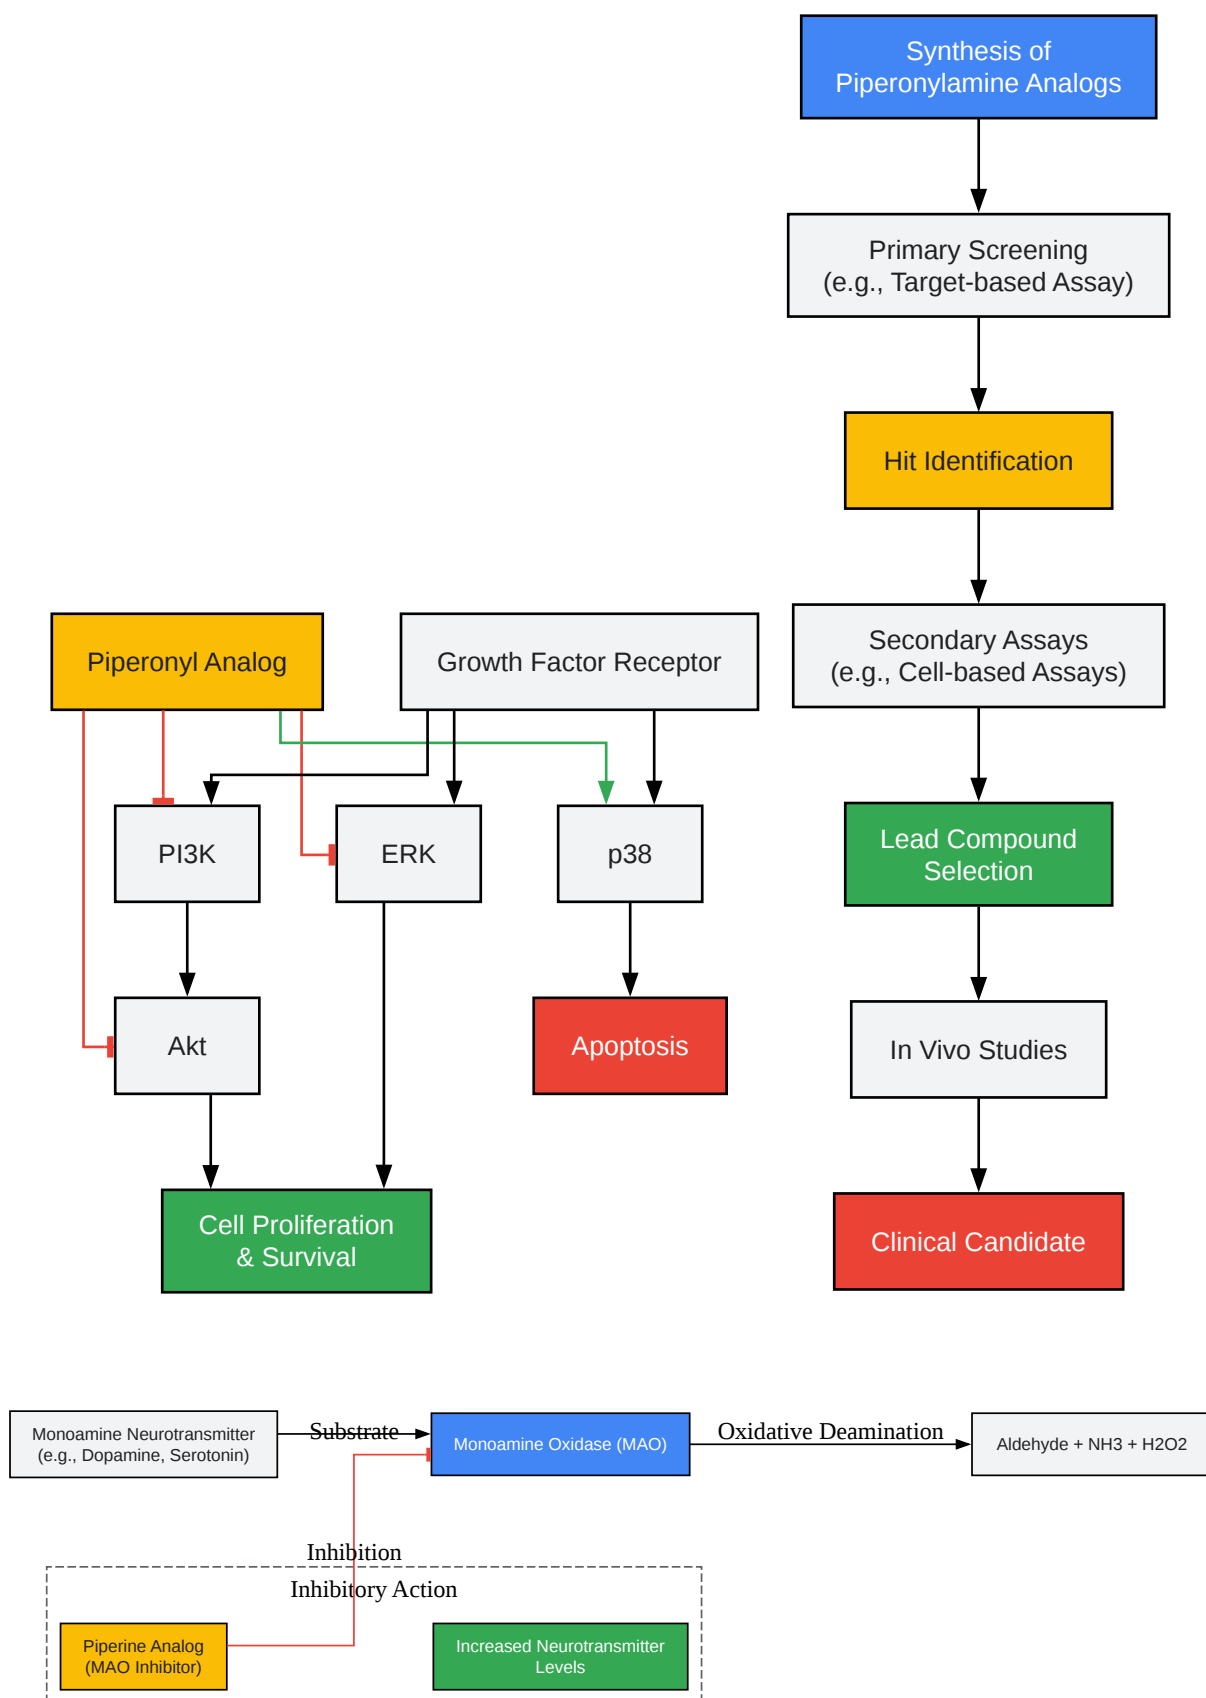 Synthesis of
Piperonylamine Analogs
Primary Screening
(e.g., Target-based Assay)
Hit Identification
Secondary Assays
(e.g., Cell-based Assays)
Lead Compound
Selection
In Vivo Studies
Clinical Candidate
Piperonyl Analog
Growth Factor Receptor
PI3K
ERK
p38
Akt
Apoptosis
Cell Proliferation
& Survival
Monoamine Neurotransmitter
(e.g., Dopamine, Serotonin)
Substrate
Monoamine Oxidase (MAO)
Oxidative Deamination
Aldehyde + NH3 + H2O2
Inhibition
Inhibitory Action
Piperine Analog
(MAO Inhibitor)
Increased Neurotransmitter
Levels